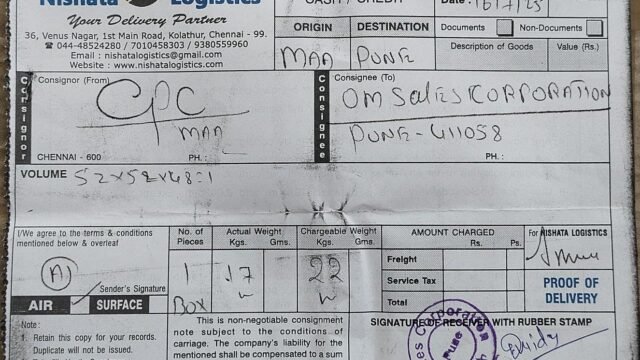 Nishata Logistics
Your Delivery Partner
36, Venus Nagar, 1st Main Road, Kolathur, Chennai - 99.
☎ 044-48524280 / 7010458303 / 9380559960
Email : nishatalogistics@gmail.com
Website : www.nishatalogistics.com
CASH / CREDIT
Date : 16/7/25
ORIGIN DESTINATION
MAA PUNE
Documents Non-Documents
Description of Goods Value (Rs.)
Consignor
Consignor (From)
CPC
MAA
CHENNAI - 600 PH. :
Consignee
Consignee (To)
OM SALES CORPORATION
PUNE - 411058
PH. :
VOLUME 52x52x48=1
I/We agree to the terms & conditions
mentioned below & overleaf
Sender's Signature
AIR SURFACE
No. of Pieces
1
BOX
Actual Weight
Kgs. Gms.
17
Chargeable Weight
Kgs. Gms.
22
AMOUNT CHARGED
Rs. Ps.
Freight
Service Tax
Total
For NISHATA LOGISTICS
PROOF OF
DELIVERY
SIGNATURE OF RECEIVER WITH RUBBER STAMP
Corporation
PUNE
Note :
1. Retain this copy for your records.
Duplicate will not be issued.
This is non-negotiable consignment
note subject to the conditions of
carriage. The company's liability for
the mentioned shall be compensated to a sum